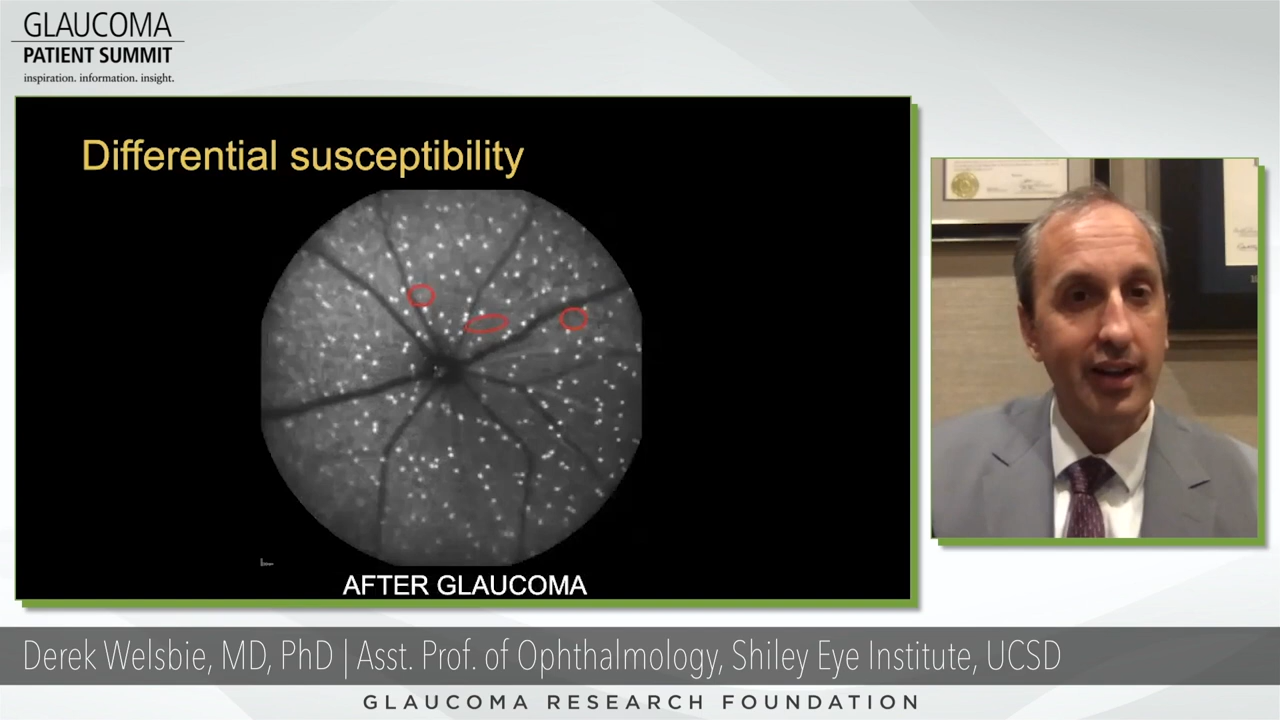 GLAUCOMA
PATIENT SUMMIT
inspiration. information. insight.
Differential susceptibility
AFTER GLAUCOMA
Derek Welsbie, MD, PhD | Asst. Prof. of Ophthalmology, Shiley Eye Institute, UCSD
GLAUCOMA RESEARCH FOUNDATION